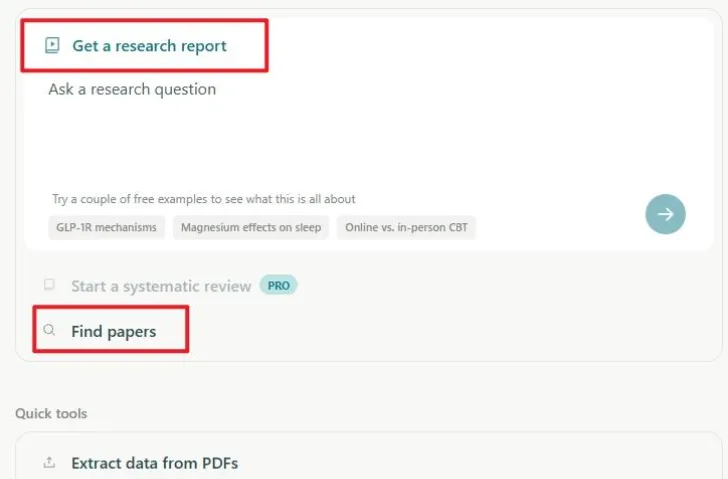 Get a research report
Ask a research question
Try a couple of free examples to see what this is all about
GLP-1R mechanisms Magnesium effects on sleep Online vs. in-person CBT
Start a systematic review PRO
Find papers
Quick tools
Extract data from PDFs